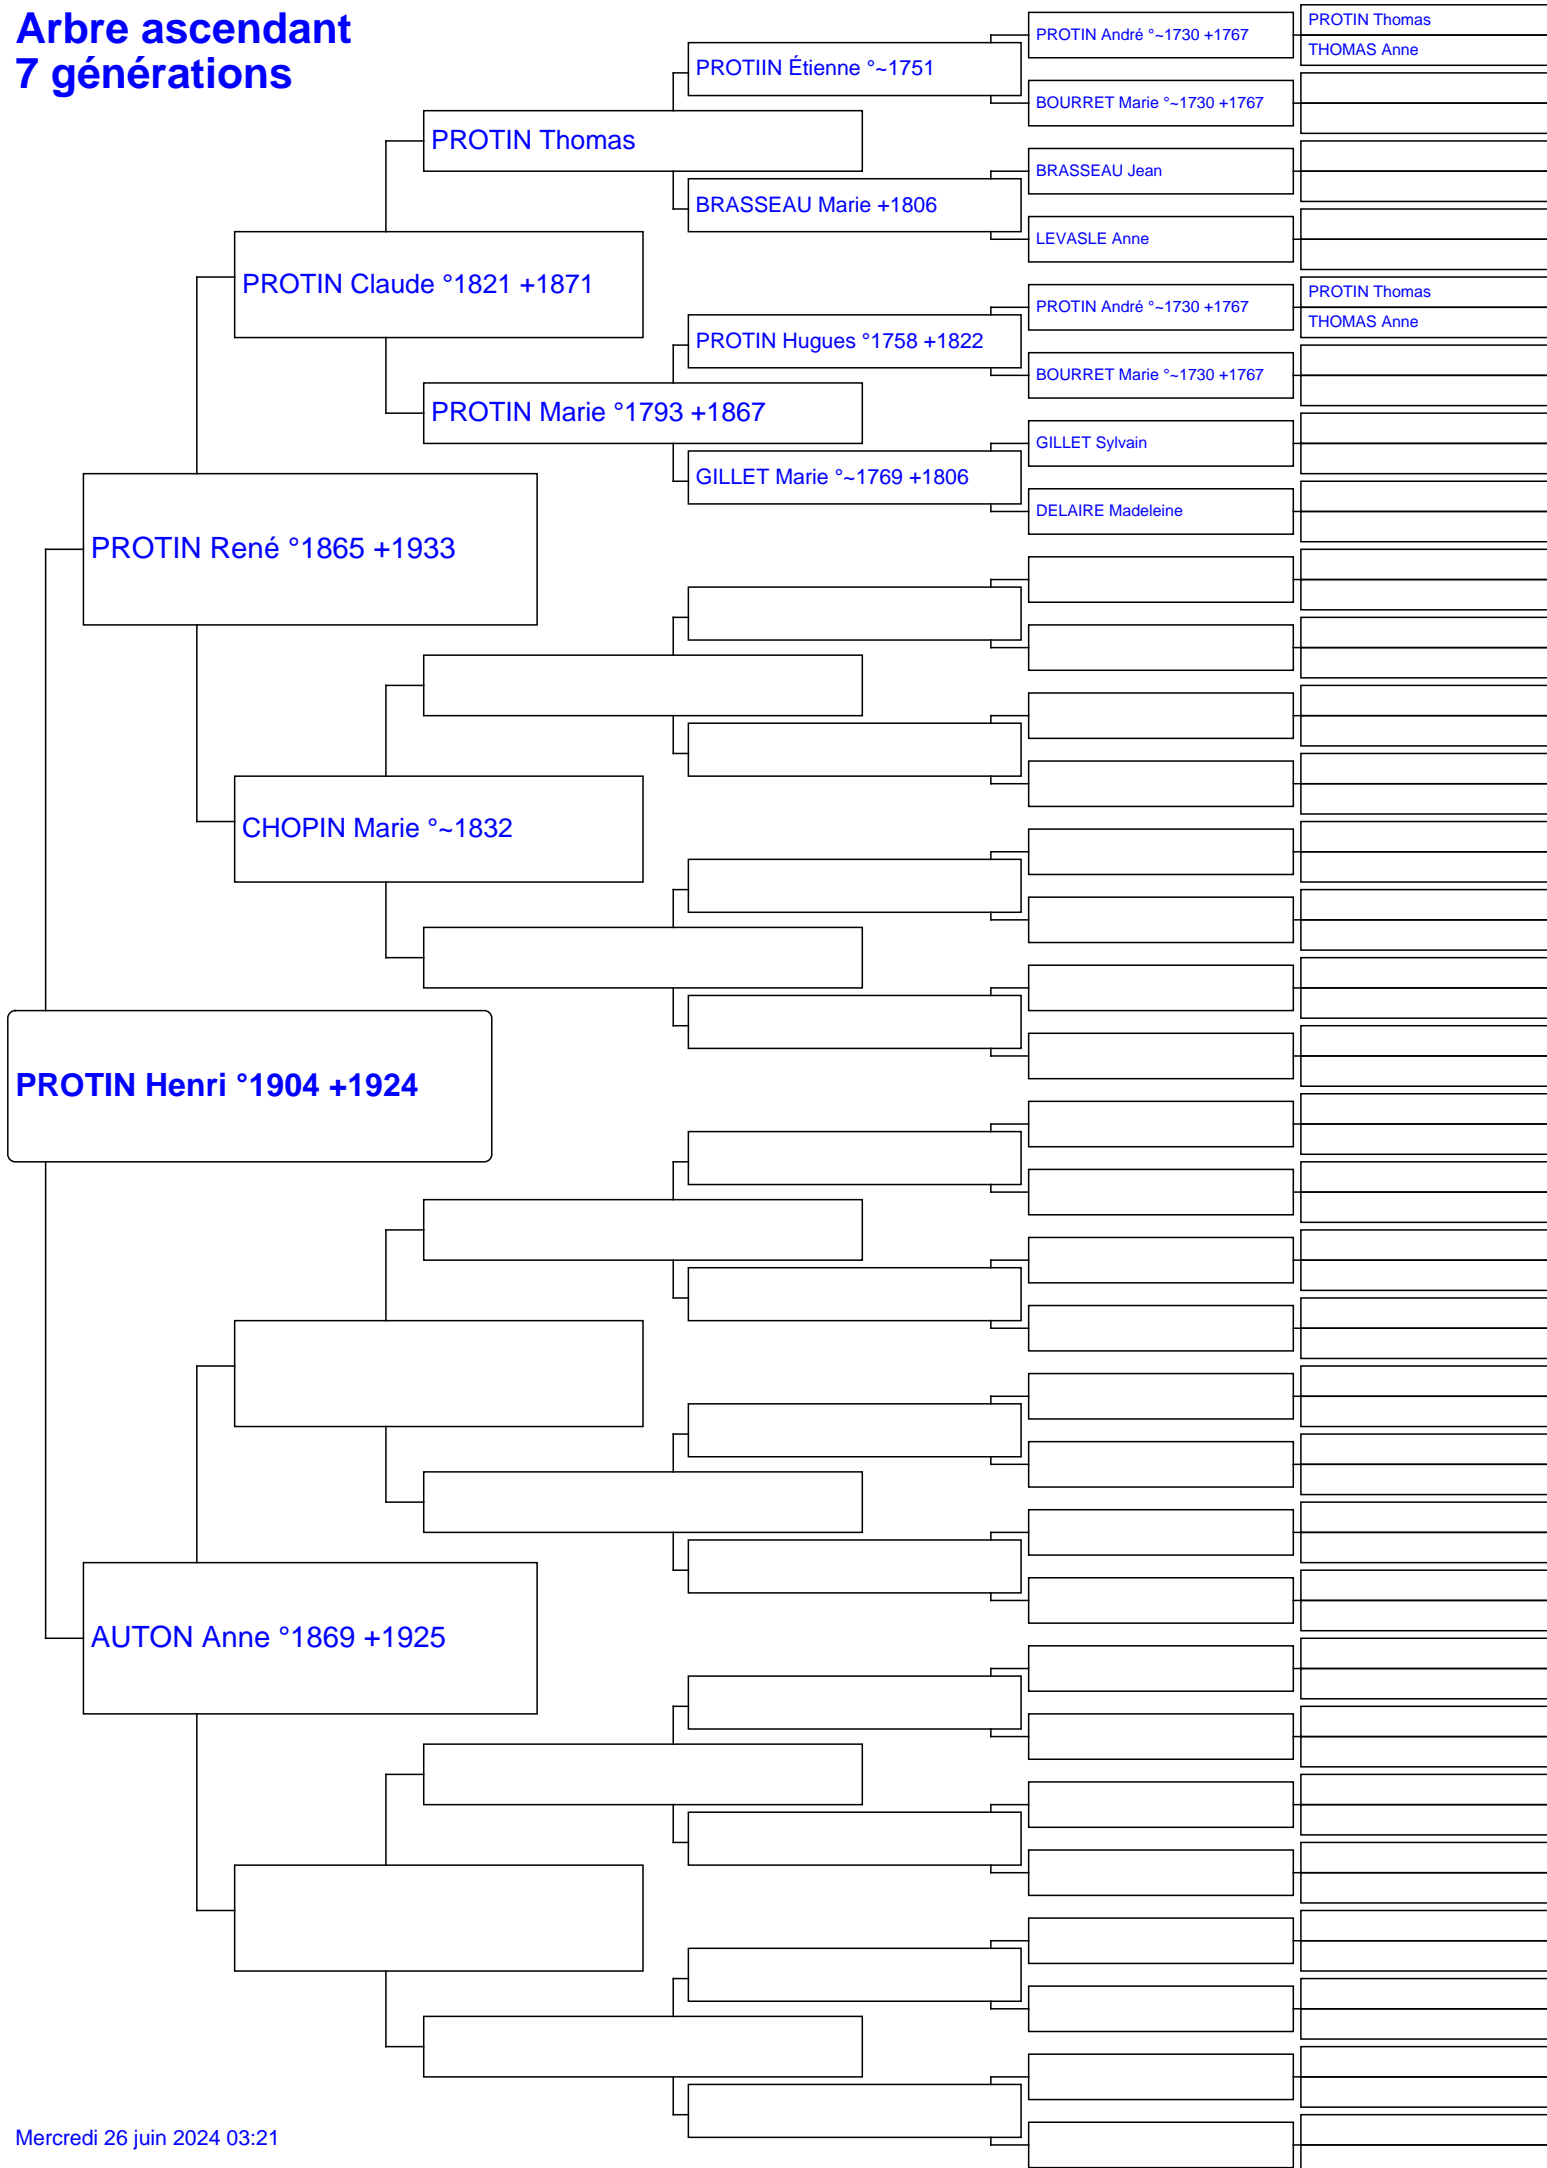 Arbre ascendant
7 générations
PROTIN André °~1730 +1767
PROTIN Thomas
THOMAS Anne
PROTIIN Étienne °~1751
BOURRET Marie °~1730 +1767
PROTIN Thomas
BRASSEAU Jean
BRASSEAU Marie +1806
LEVASLE Anne
PROTIN Claude °1821 +1871
PROTIN André °~1730 +1767
PROTIN Thomas
THOMAS Anne
PROTIN Hugues °1758 +1822
BOURRET Marie °~1730 +1767
PROTIN Marie °1793 +1867
GILLET Sylvain
GILLET Marie °~1769 +1806
DELAIRE Madeleine
PROTIN René °1865 +1933
CHOPIN Marie °~1832
PROTIN Henri °1904 +1924
AUTON Anne °1869 +1925
Mercredi 26 juin 2024 03:21